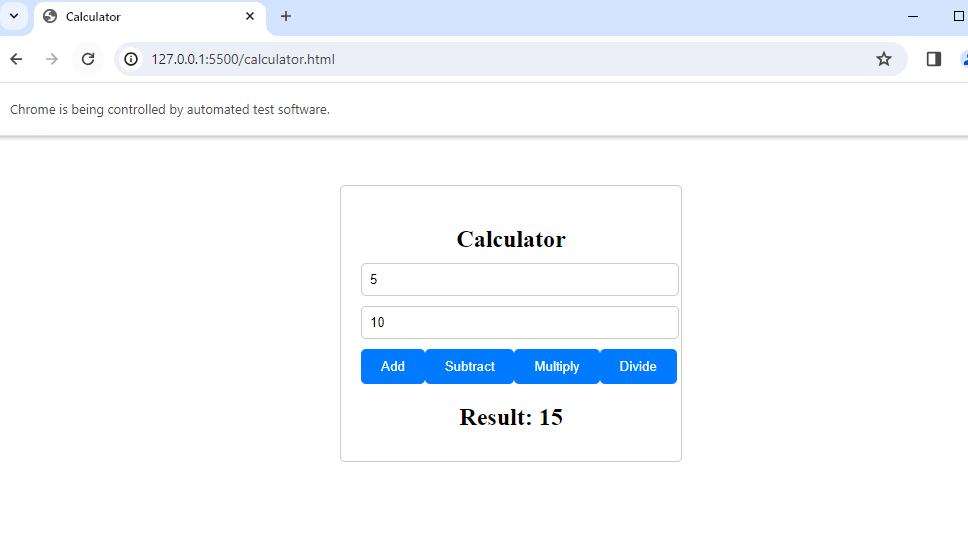 Calculator
127.0.0.1:5500/calculator.html
Chrome is being controlled by automated test software.
Calculator
5
10
Add Subtract Multiply Divide
Result: 15